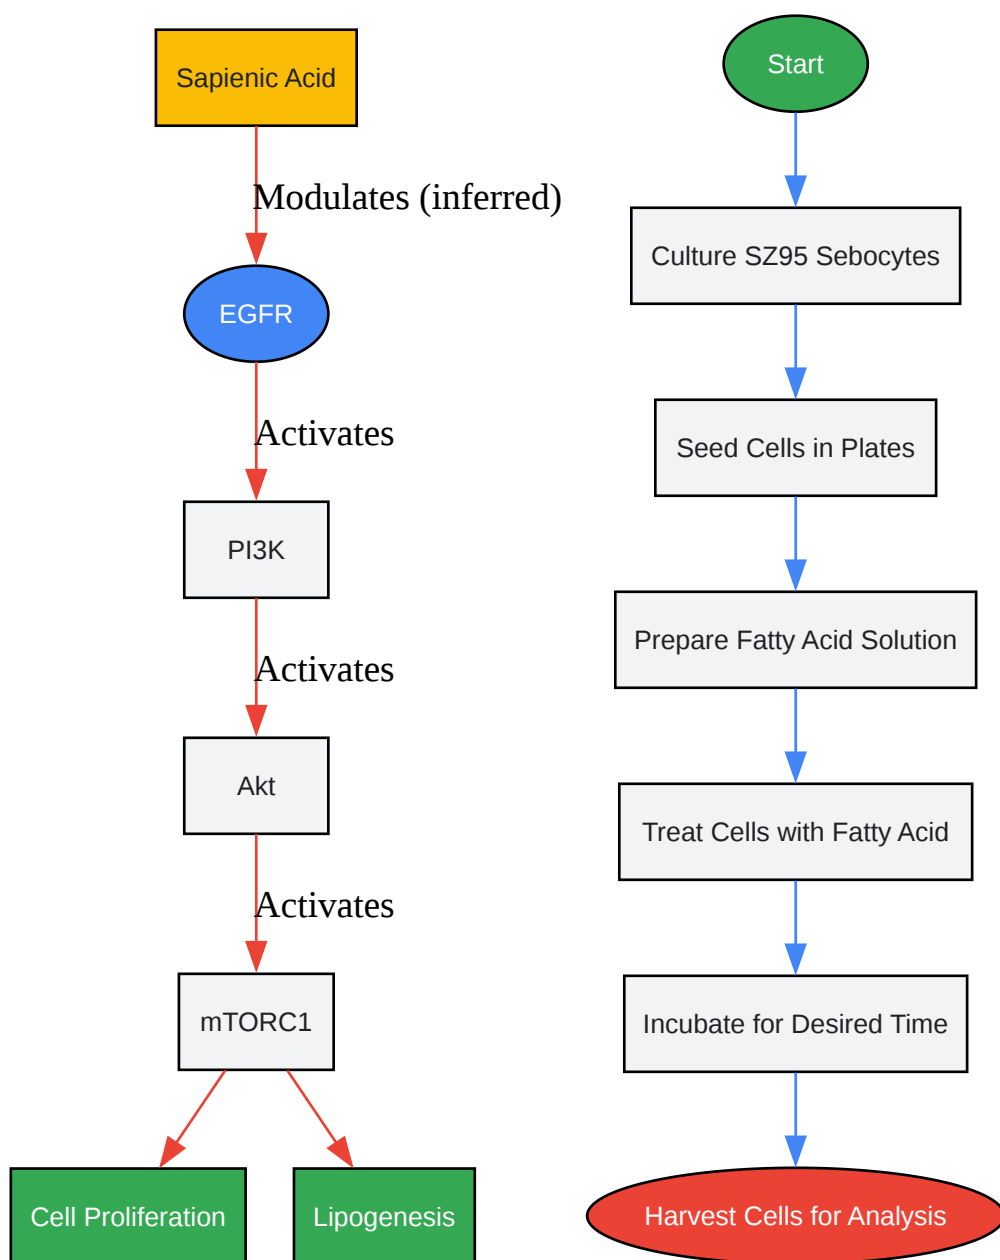 Sapienic Acid
Modulates (inferred)
EGFR
Activates
PI3K
Activates
Akt
Activates
mTORC1
Cell Proliferation
Lipogenesis
Start
Culture SZ95 Sebocytes
Seed Cells in Plates
Prepare Fatty Acid Solution
Treat Cells with Fatty Acid
Incubate for Desired Time
Harvest Cells for Analysis